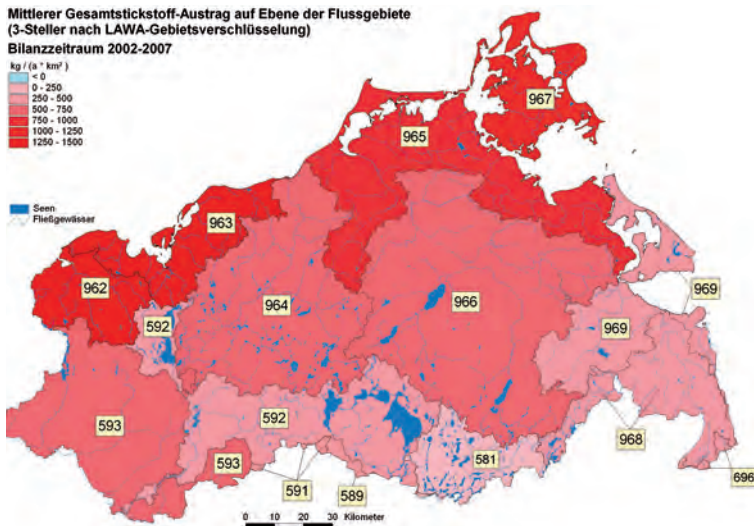 Mittlerer Gesamtstickstoff-Austrag auf Ebene der Flussgebiete
(3-Steller nach LAWA-Gebietsverschlüsselung)
Bilanzzeitraum 2002-2007
kg / (a * km²)
< 0
0 - 250
250 - 500
500 - 750
750 - 1000
1000 - 1250
1250 - 1500
Seen
Fließgewässer
967
965
963
962
964
966
969
592
969
593
592
968
593
581
591
589
696
0 10 20 30 Kilometer